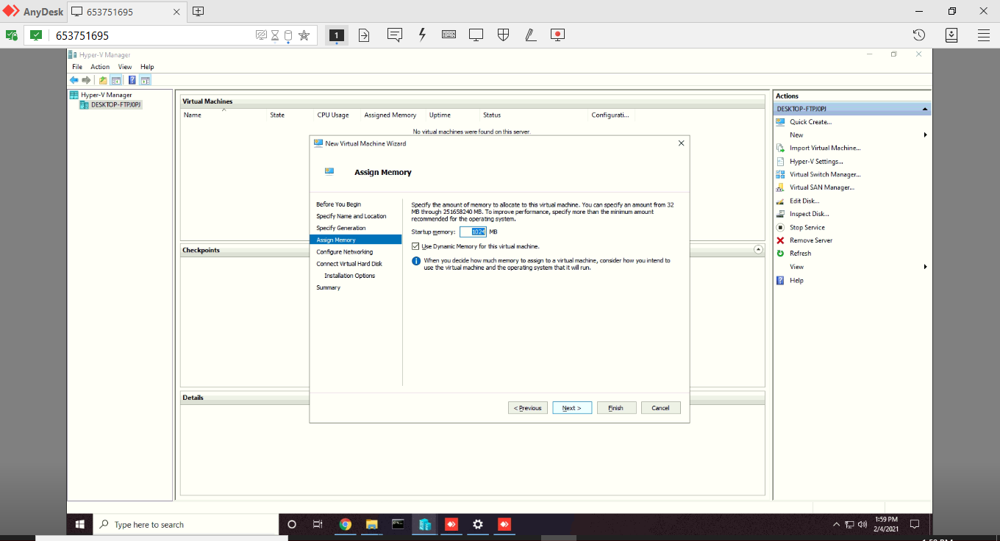 AnyDesk
653751695
653751695
1
Hyper-V Manager
File Action View Help
Hyper-V Manager
DESKTOP-FTPJ0PJ
Virtual Machines
Name State CPU Usage Assigned Memory Uptime Status Configurati...
No virtual machines were found on this server.
New Virtual Machine Wizard
Assign Memory
Before You Begin
Specify Name and Location
Specify Generation
Assign Memory
Configure Networking
Connect Virtual Hard Disk
Installation Options
Summary
Specify the amount of memory to allocate to this virtual machine. You can specify an amount from 32
MB through 251658240 MB. To improve performance, specify more than the minimum amount
recommended for the operating system.
Startup memory: 1024 MB
Use Dynamic Memory for this virtual machine.
When you decide how much memory to assign to a virtual machine, consider how you intend to
use the virtual machine and the operating system that it will run.
< Previous Next > Finish Cancel
Checkpoints
Details
Actions
DESKTOP-FTPJ0PJ
Quick Create...
New
Import Virtual Machine...
Hyper-V Settings...
Virtual Switch Manager...
Virtual SAN Manager...
Edit Disk...
Inspect Disk...
Stop Service
Remove Server
Refresh
View
Help
Type here to search
1:59 PM
2/4/2021